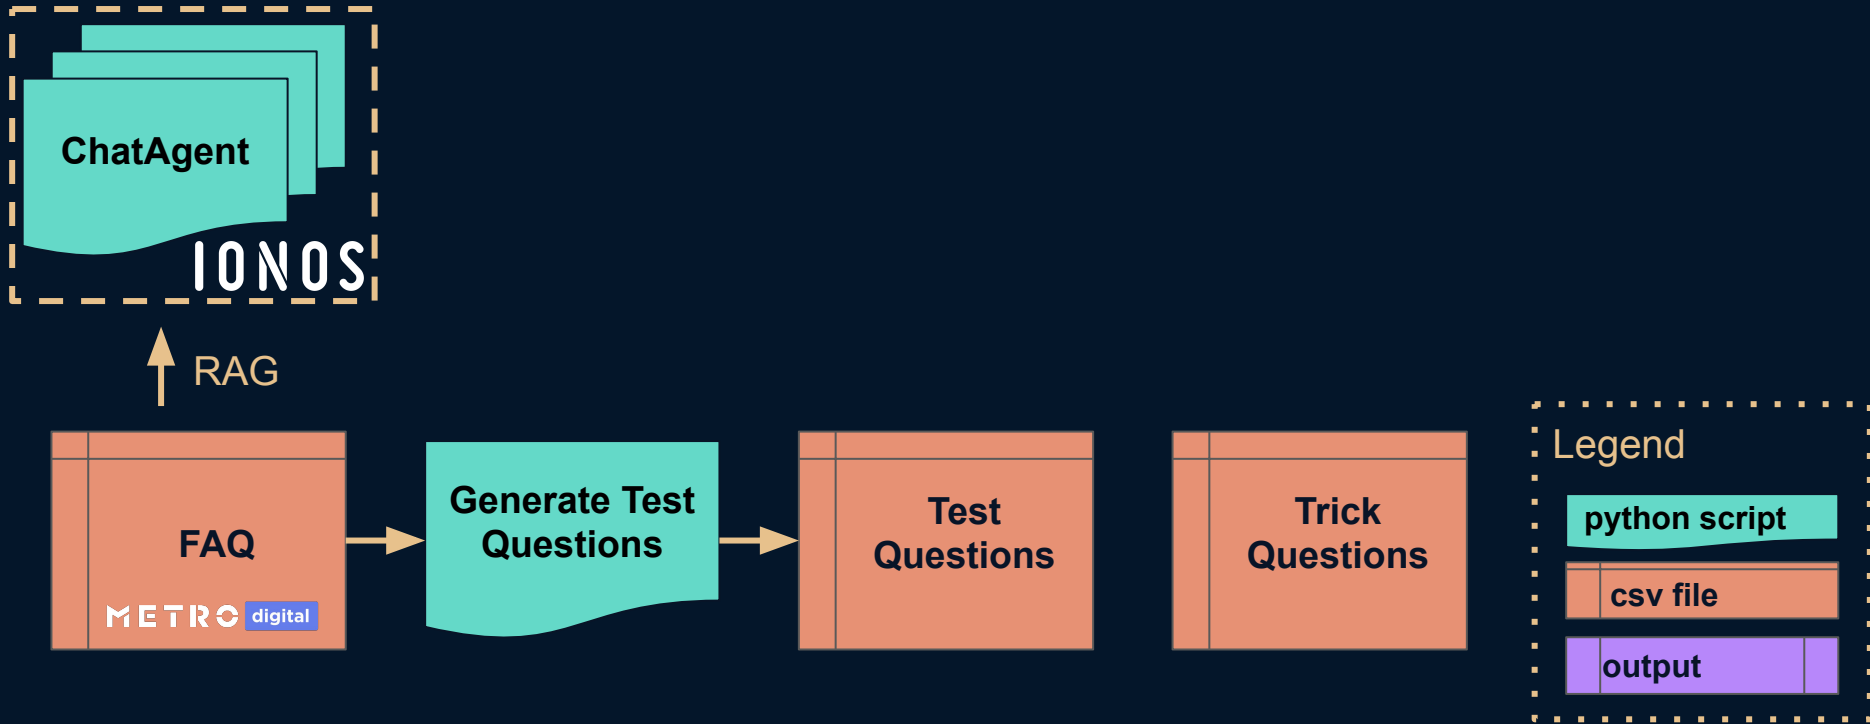 ChatAgent
IONOS
RAG
FAQ
METRO digital
Generate Test
Questions
Test
Questions
Trick
Questions
Legend
python script
csv file
output